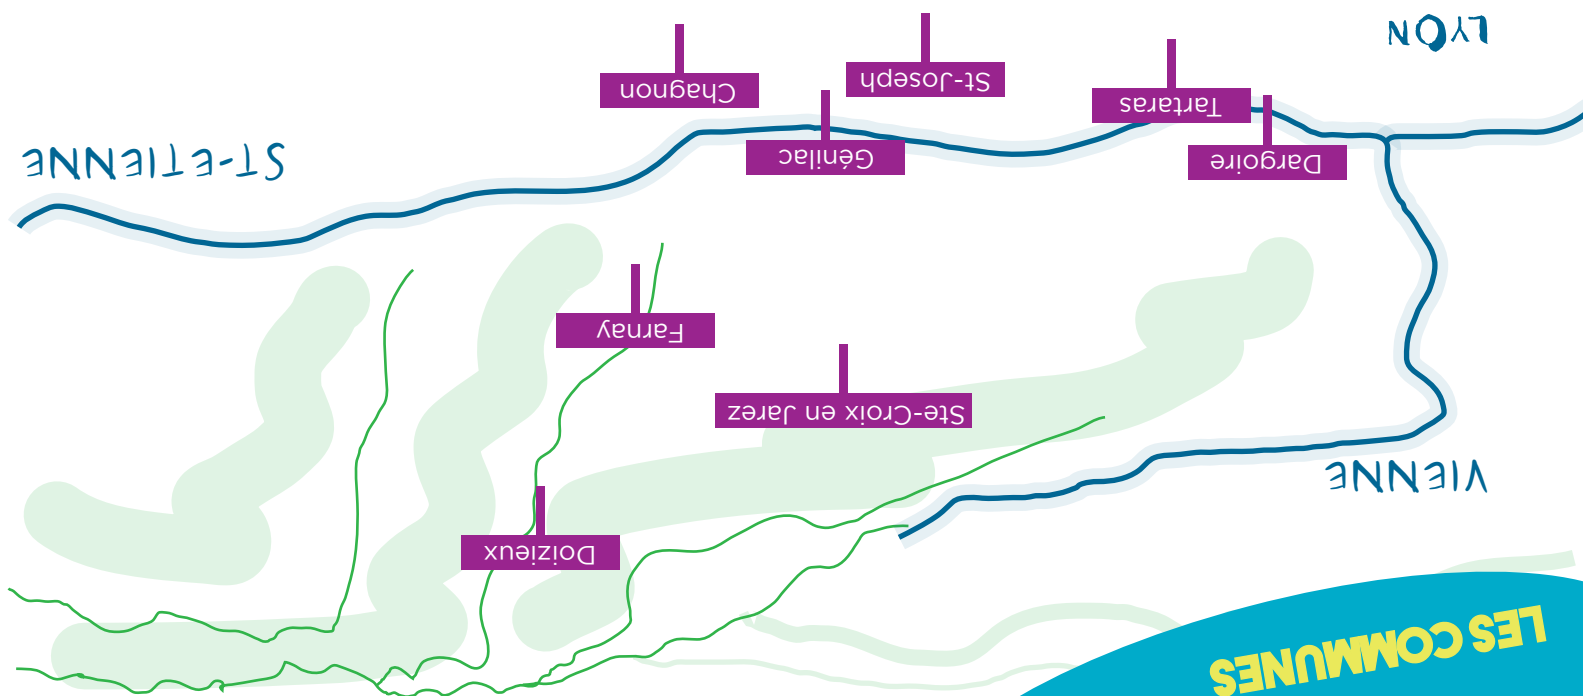 LES COMMUNES
Doizieux
VIENNE
Ste-Croix en Jarez
Farnay
Dargoire
Génilac
ST-ETIENNE
Tartaras
St-Joseph
Chagnon
LYON